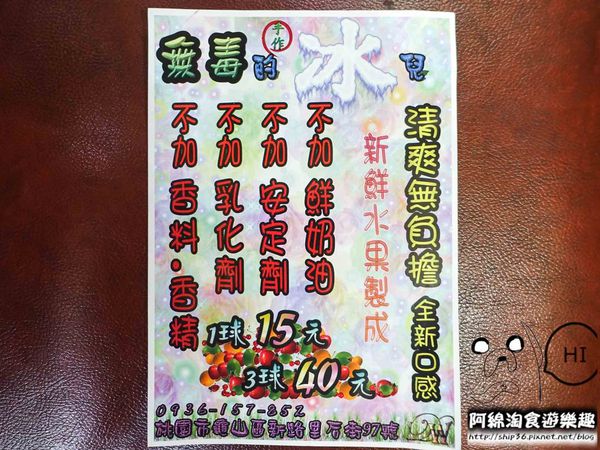 無毒的手作冰兒
清爽無負擔 全新口感
新鮮水果製成
不加 鮮奶油
不加 安定劑
不加 乳化劑
不加 香料・香精
1球 15元
3球 40元
0936-157-252
桃園市龜山區新路里石街97號
HI
阿綿淘食遊樂趣
http://ship36.pixnet.net/blog